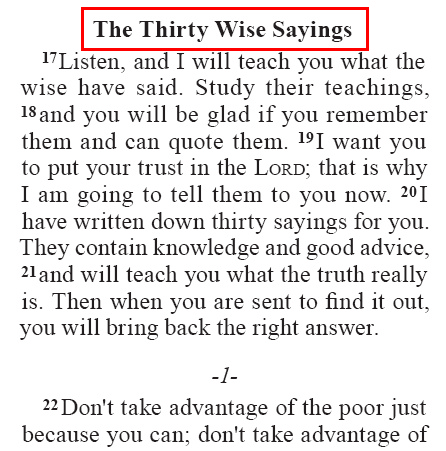 The Thirty Wise Sayings
17Listen, and I will teach you what the
wise have said. Study their teachings,
18and you will be glad if you remember
them and can quote them. 19I want you
to put your trust in the LORD; that is why
I am going to tell them to you now. 20I
have written down thirty sayings for you.
They contain knowledge and good advice,
21and will teach you what the truth really
is. Then when you are sent to find it out,
you will bring back the right answer.
-1-
22Don't take advantage of the poor just
because you can; don't take advantage of